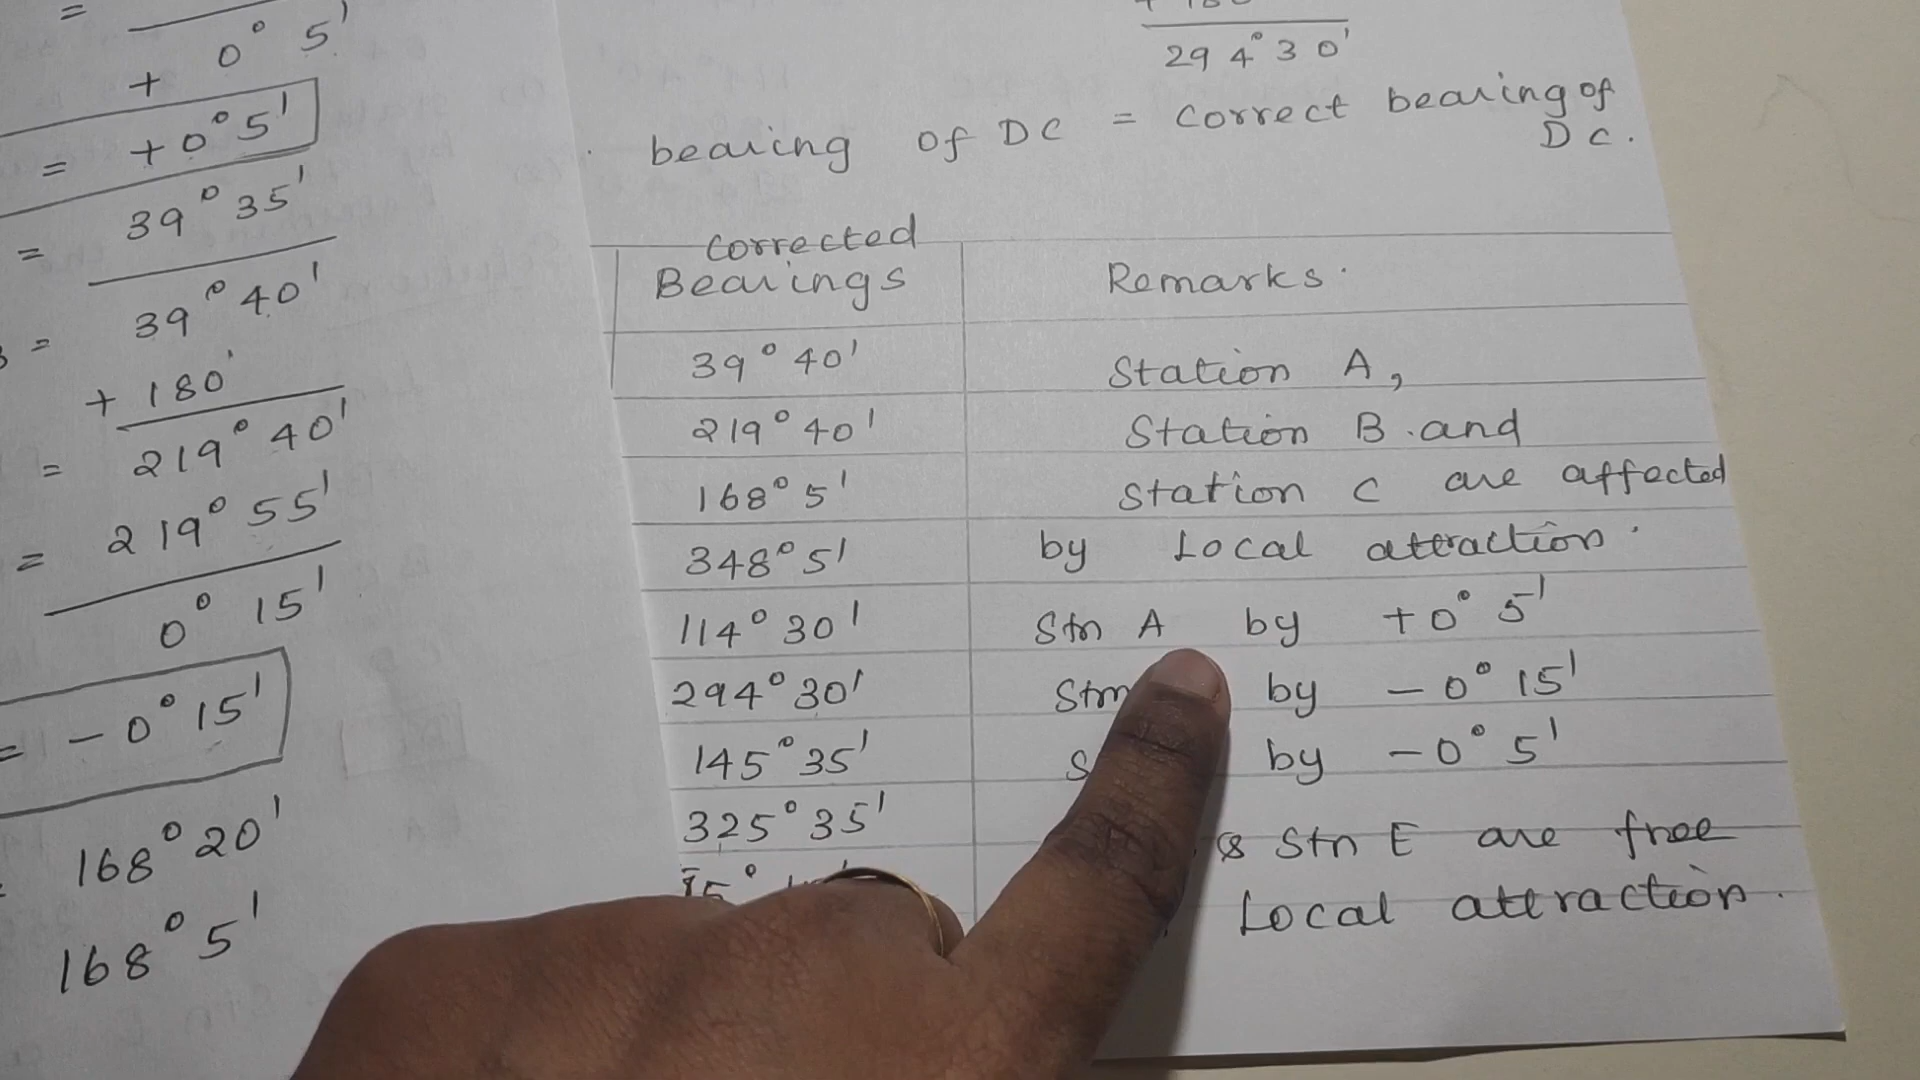 =
+ 0° 5'
= +0° 5'
= 39° 35'
39° 40'
= 39° 40'
+ 180'
= 219° 40'
= 219° 55'
0° 15'
= - 0° 15'
168° 20'
168° 5'
294° 30'
bearing of DC = correct bearing of
DC.
corrected
Bearings
Remarks.
39° 40' Station A,
219° 40' Station B and
168° 5' Station C are affected
348° 5' by Local attraction.
114° 30' Stn A by +0° 5'
294° 30' Stn by - 0° 15'
145° 35' by - 0° 5'
325° 35' & Stn E are free
Local attraction.